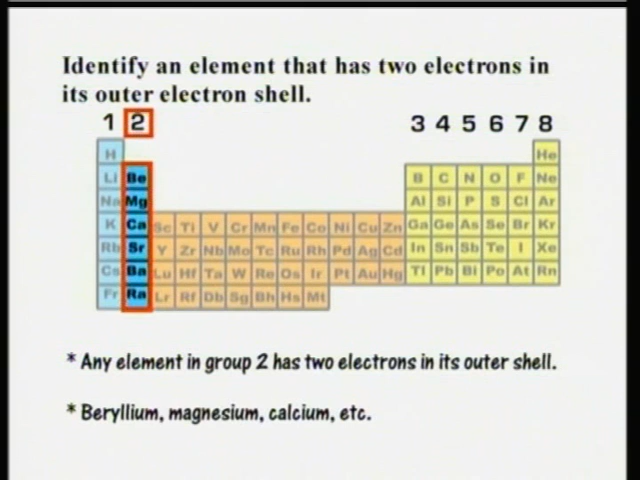 Identify an element that has two electrons in
its outer electron shell.
1 2 3 4 5 6 7 8
H He
Li Be B C N O F Ne
Na Mg Al Si P S Cl Ar
K Ca Sc Ti V Cr Mn Fe Co Ni Cu Zn Ga Ge As Se Br Kr
Rb Sr Y Zr Nb Mo Tc Ru Rh Pd Ag Cd In Sn Sb Te I Xe
Cs Ba Lu Hf Ta W Re Os Ir Pt Au Hg Tl Pb Bi Po At Rn
Fr Ra Lr Rf Db Sg Bh Hs Mt
* Any element in group 2 has two electrons in its outer shell.
* Beryllium, magnesium, calcium, etc.